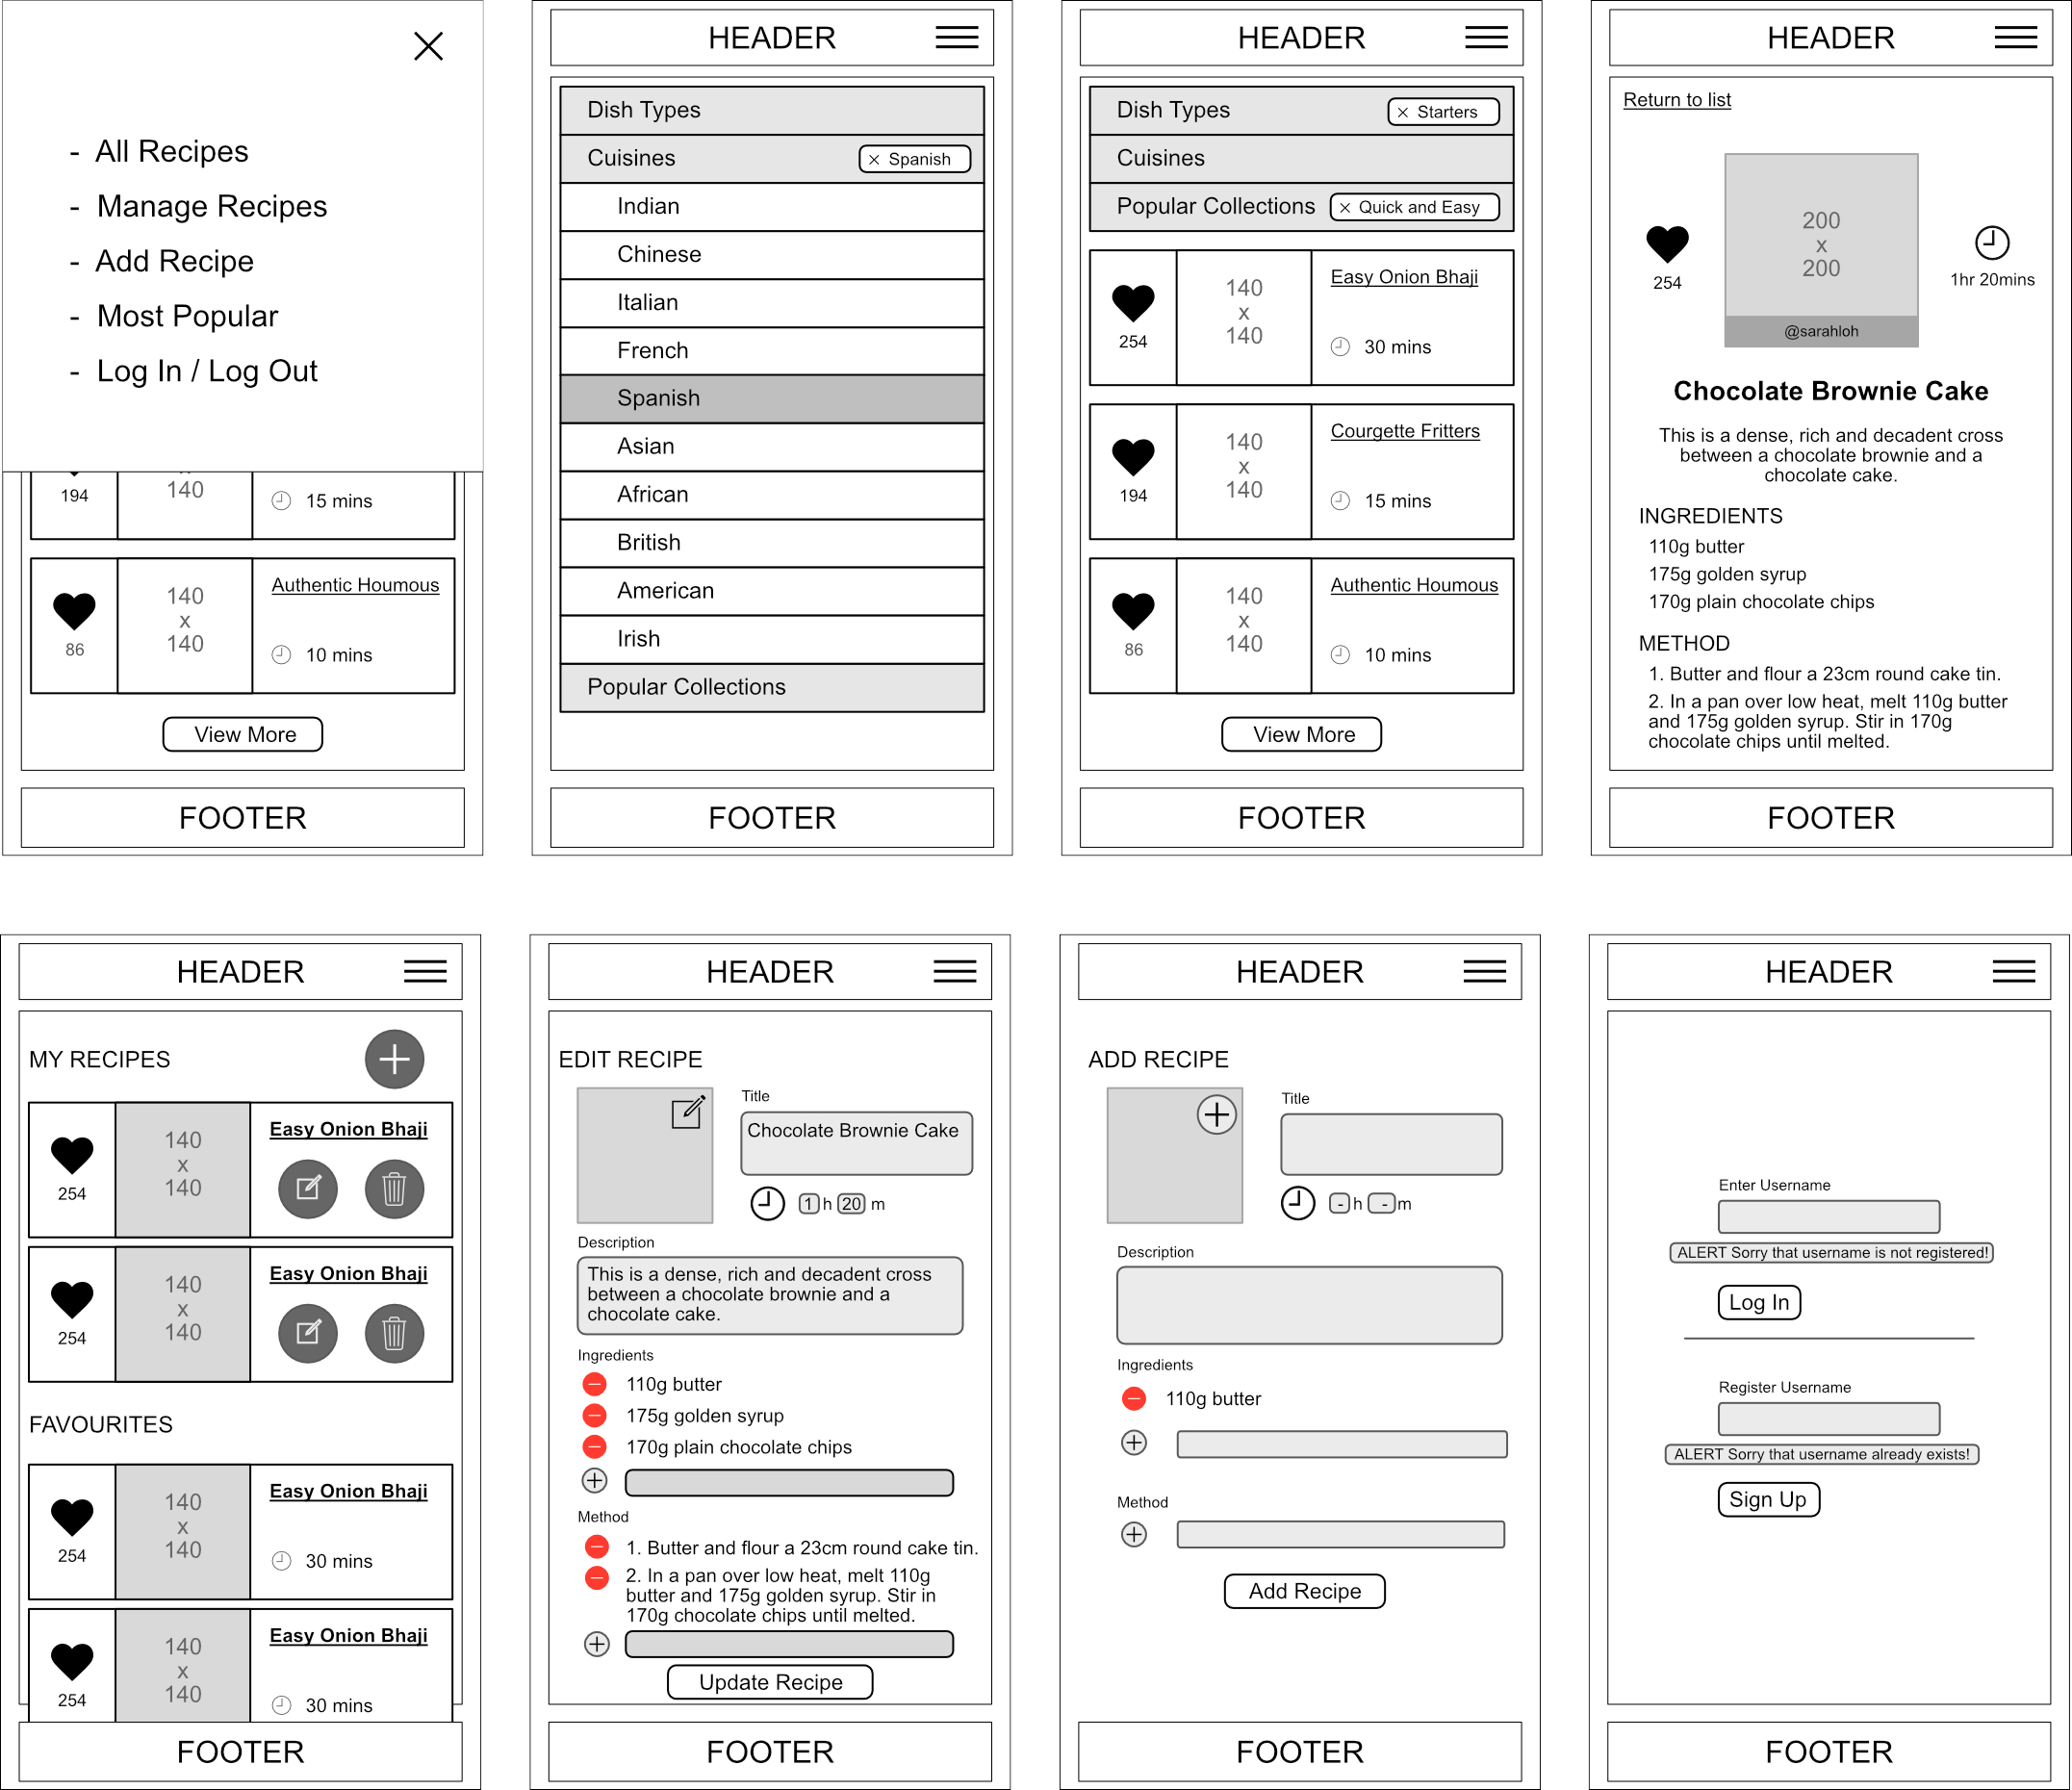 - All Recipes
- Manage Recipes
- Add Recipe
- Most Popular
- Log In / Log Out
194
140
15 mins
86
140
x
140
Authentic Houmous
10 mins
View More
FOOTER
HEADER
Dish Types
Cuisines
× Spanish
Indian
Chinese
Italian
French
Spanish
Asian
African
British
American
Irish
Popular Collections
FOOTER
HEADER
Dish Types
× Starters
Cuisines
Popular Collections
× Quick and Easy
254
140
x
140
Easy Onion Bhaji
30 mins
194
140
x
140
Courgette Fritters
15 mins
86
140
x
140
Authentic Houmous
10 mins
View More
FOOTER
HEADER
Return to list
254
200
x
200
@sarahloh
1hr 20mins
Chocolate Brownie Cake
This is a dense, rich and decadent cross
between a chocolate brownie and a
chocolate cake.
INGREDIENTS
110g butter
175g golden syrup
170g plain chocolate chips
METHOD
1. Butter and flour a 23cm round cake tin.
2. In a pan over low heat, melt 110g butter
and 175g golden syrup. Stir in 170g
chocolate chips until melted.
FOOTER
HEADER
MY RECIPES
254
140
x
140
Easy Onion Bhaji
254
140
x
140
Easy Onion Bhaji
FAVOURITES
254
140
x
140
Easy Onion Bhaji
30 mins
254
140
x
140
Easy Onion Bhaji
30 mins
FOOTER
HEADER
EDIT RECIPE
Title
Chocolate Brownie Cake
1 h 20 m
Description
This is a dense, rich and decadent cross
between a chocolate brownie and a
chocolate cake.
Ingredients
110g butter
175g golden syrup
170g plain chocolate chips
Method
1. Butter and flour a 23cm round cake tin.
2. In a pan over low heat, melt 110g
butter and 175g golden syrup. Stir in
170g chocolate chips until melted.
Update Recipe
FOOTER
HEADER
ADD RECIPE
Title
- h - m
Description
Ingredients
110g butter
Method
Add Recipe
FOOTER
HEADER
Enter Username
ALERT Sorry that username is not registered!
Log In
Register Username
ALERT Sorry that username already exists!
Sign Up
FOOTER